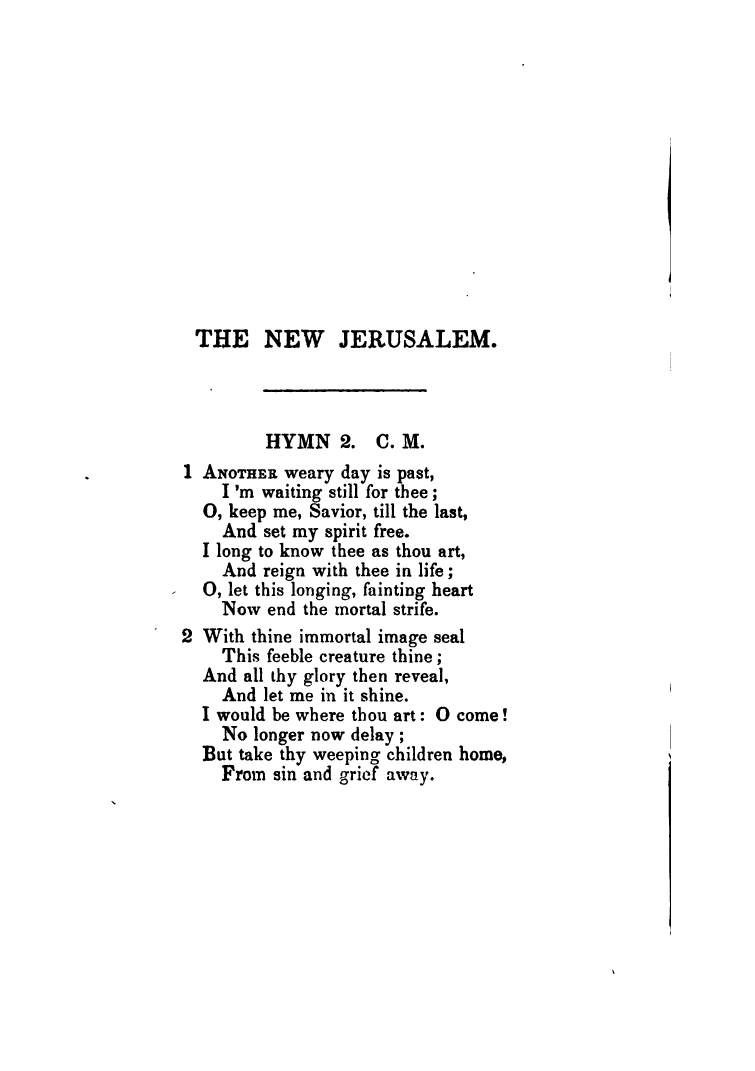 THE NEW JERUSALEM.
HYMN 2. C. M.
1 ANOTHER weary day is past,
I 'm waiting still for thee;
O, keep me, Savior, till the last,
And set my spirit free.
I long to know thee as thou art,
And reign with thee in life;
O, let this longing, fainting heart
Now end the mortal strife.
2 With thine immortal image seal
This feeble creature thine;
And all thy glory then reveal,
And let me in it shine.
I would be where thou art: O come!
No longer now delay;
But take thy weeping children home,
From sin and grief away.